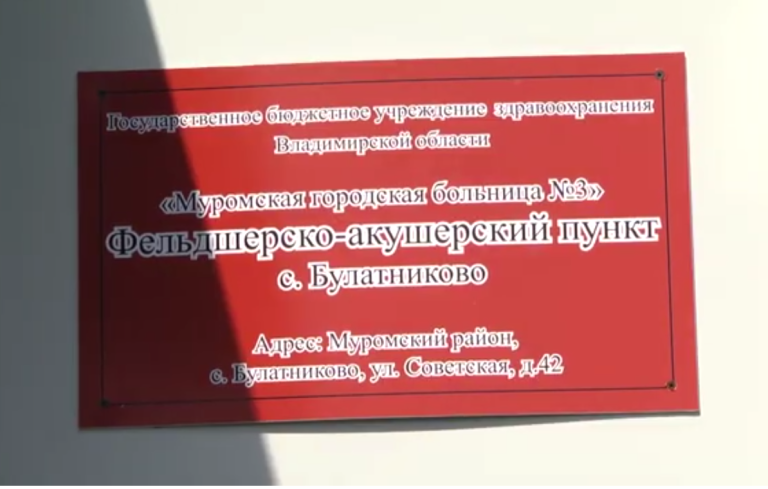 Государственное бюджетное учреждение здравоохранения
Владимирской области
«Муромская городская больница №3»
Фельдшерско-акушерский пункт
с. Булатниково
Адрес: Муромский район,
с. Булатниково, ул. Советская, д.42